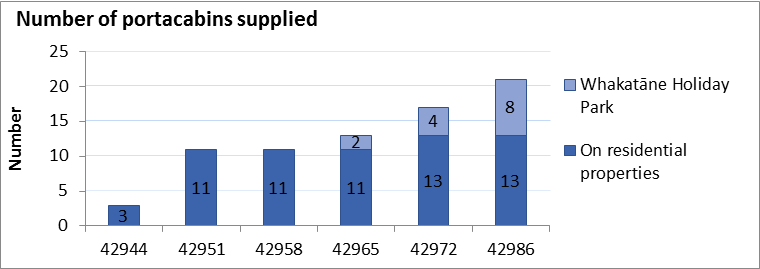 Number of portacabins supplied
Number
25
20
15
10
5
0
3
11
11
11
2
13
4
13
8
42944 42951 42958 42965 42972 42986
Whakatāne Holiday
Park
On residential
properties